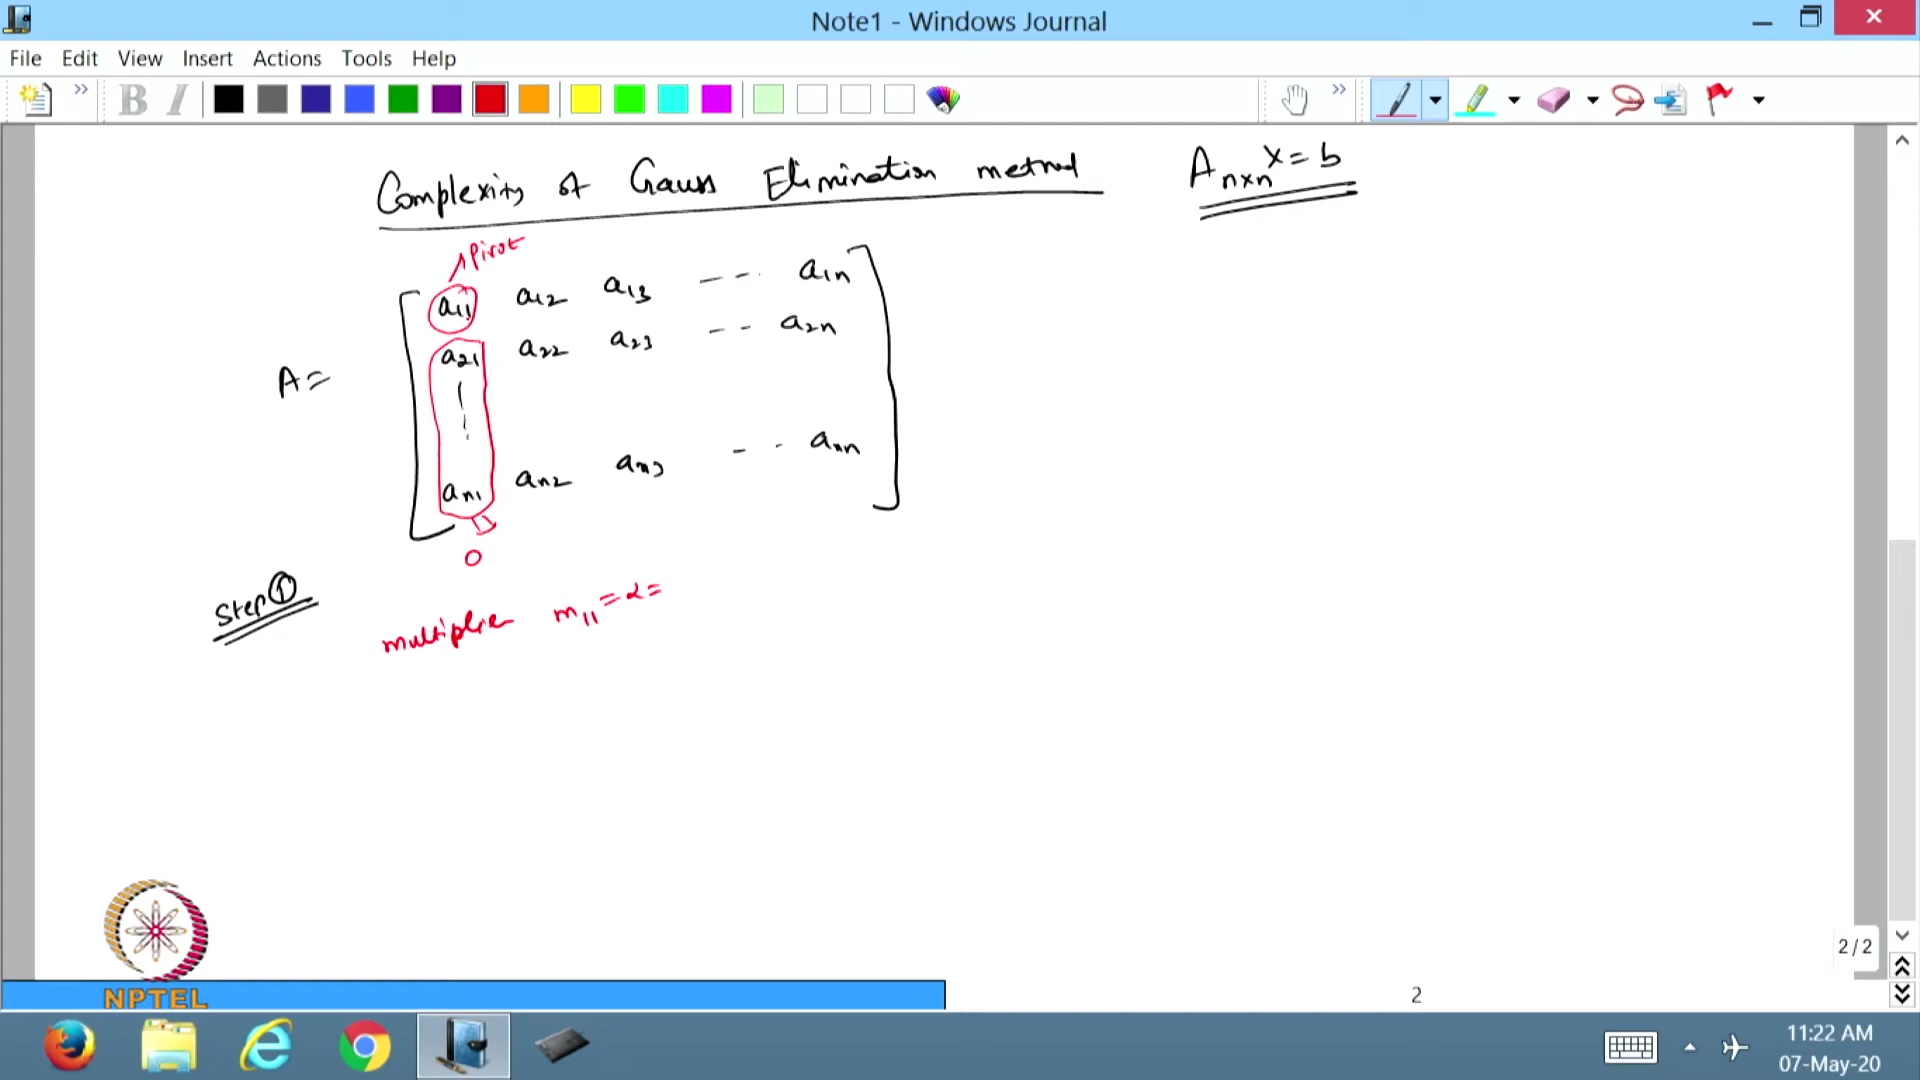 Note1 - Windows Journal
File Edit View Insert Actions Tools Help
B I
Complexity of Gauss Elimination method
A n×n x = b
Pivot
a11 a12 a13 -- -- a1n
a21 a22 a23 -- -- a2n
A =
an1 an2 an3 -- -- ann
0
Step ①
multiplier m11 = α =
2/2
NPTEL
2
11:22 AM
07-May-20